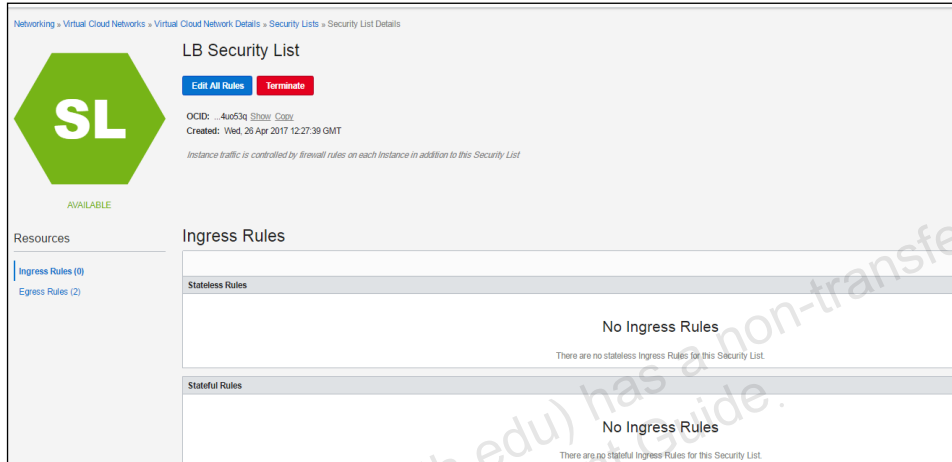 Networking » Virtual Cloud Networks » Virtual Cloud Network Details » Security Lists » Security List Details
LB Security List
Edit All Rules Terminate
SL
OCID: ...4uo53q Show Copy
Created: Wed, 26 Apr 2017 12:27:39 GMT
Instance traffic is controlled by firewall rules on each Instance in addition to this Security List
AVAILABLE
Resources
Ingress Rules (0)
Egress Rules (2)
Ingress Rules
Stateless Rules
No Ingress Rules
There are no stateless Ingress Rules for this Security List.
Stateful Rules
No Ingress Rules
There are no stateful Ingress Rules for this Security List.
edu) has a non-transfe
Guide.